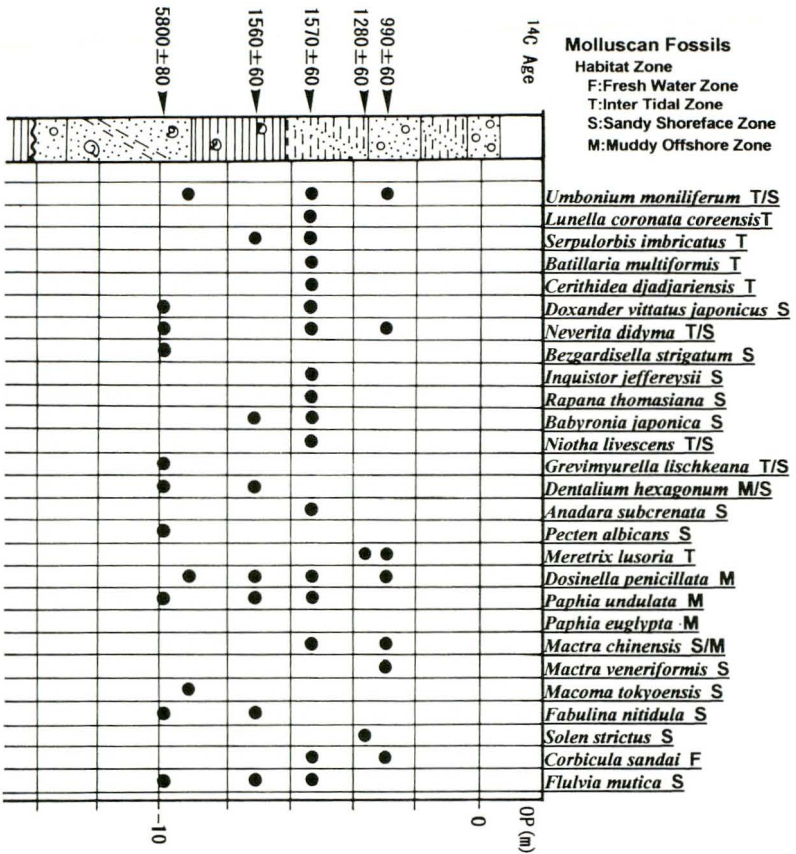 5800±80
1560±60
1570±60
1280±60
990±60
14C Age
Molluscan Fossils
Habitat Zone
F:Fresh Water Zone
T:Inter Tidal Zone
S:Sandy Shoreface Zone
M:Muddy Offshore Zone
Umbonium moniliferum T/S
Lunella coronata coreensisT
Serpulorbis imbricatus T
Batillaria multiformis T
Cerithidea djadjariensis T
Doxander vittatus japonicus S
Neverita didyma T/S
Bezgardisella strigatum S
Inquistor jeffereysii S
Rapana thomasiana S
Babyronia japonica S
Niotha livescens T/S
Grevimyurella lischkeana T/S
Dentalium hexagonum M/S
Anadara subcrenata S
Pecten albicans S
Meretrix lusoria T
Dosinella penicillata M
Paphia undulata M
Paphia euglypta M
Mactra chinensis S/M
Mactra veneriformis S
Macoma tokyoensis S
Fabulina nitidula S
Solen strictus S
Corbicula sandai F
Flulvia mutica S
-10
0
OP(m)